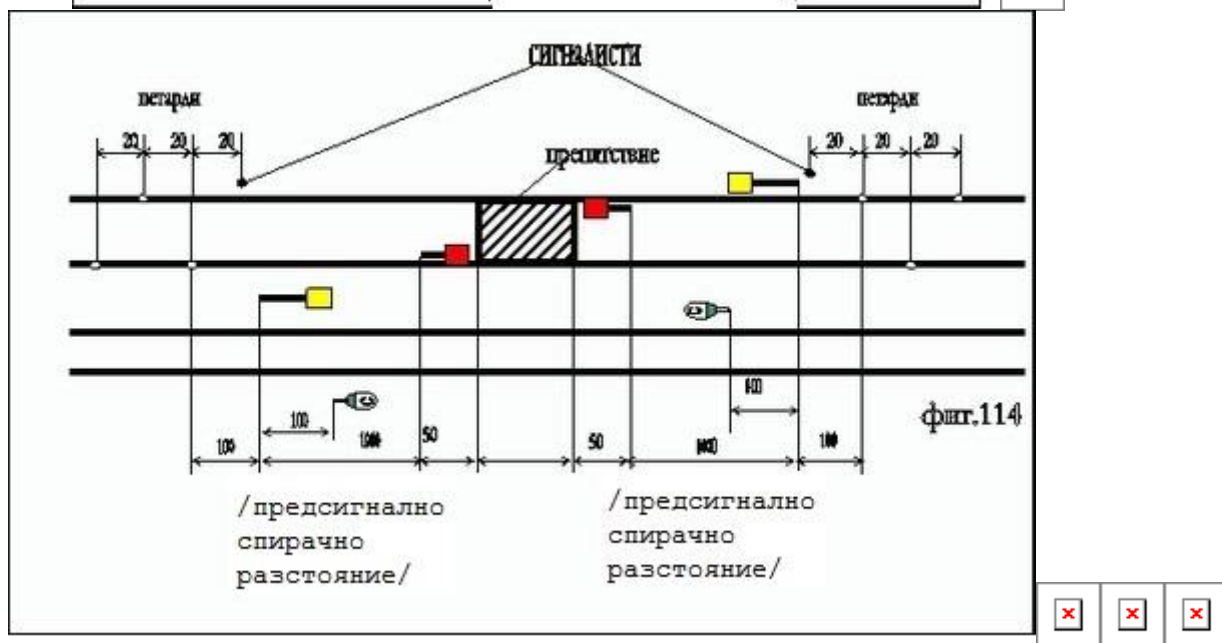 СИГНАЛИСТИ
петарди
петарди
20 20 20
20 20 20
препятствие
100
фиг.114
100 50
50 100
/предсигнално
спирачно
разстояние/
/предсигнално
спирачно
разстояние/